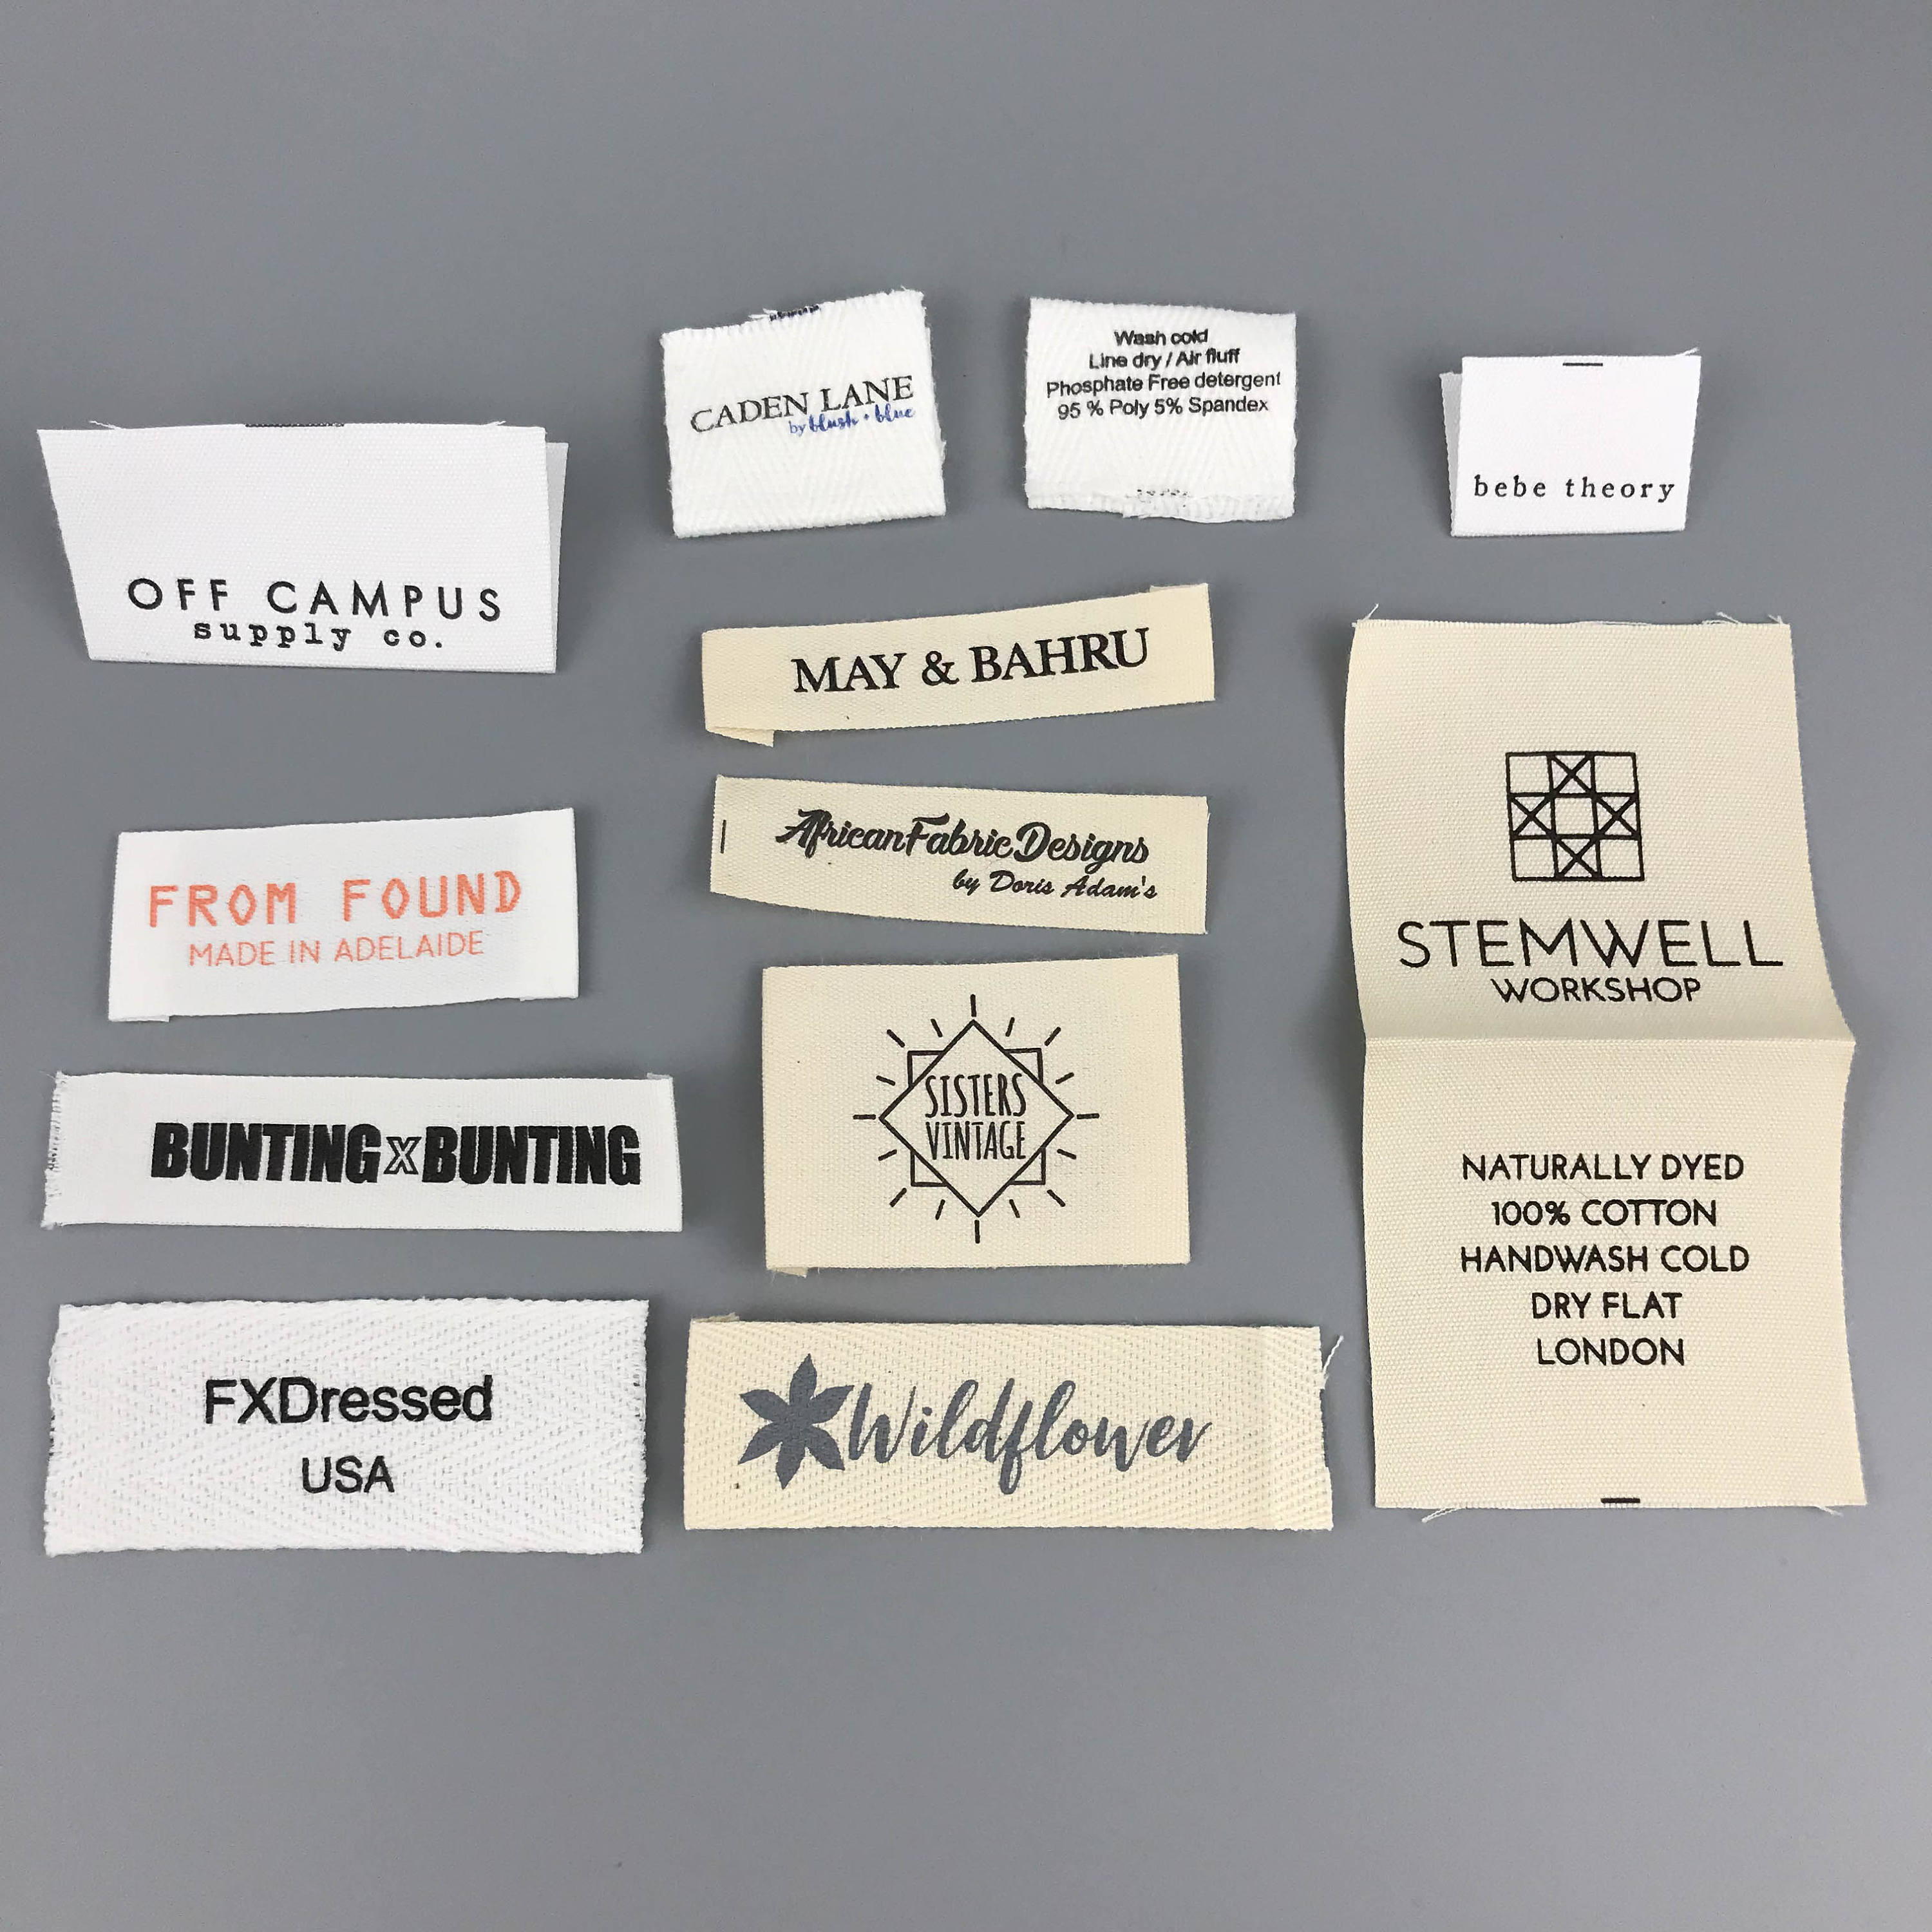 CADEN LANE
by blush + blue
Wash cold
Line dry / Air fluff
Phosphate Free detergent
95 % Poly 5% Spandex
bebe theory
OFF CAMPUS
supply co.
MAY & BAHRU
AfricanFabricDesigns
by Doris Adam's
FROM FOUND
MADE IN ADELAIDE
STEMWELL
WORKSHOP
NATURALLY DYED
100% COTTON
HANDWASH COLD
DRY FLAT
LONDON
BUNTINGxBUNTING
SISTERS
VINTAGE
FXDressed
USA
Wildflower